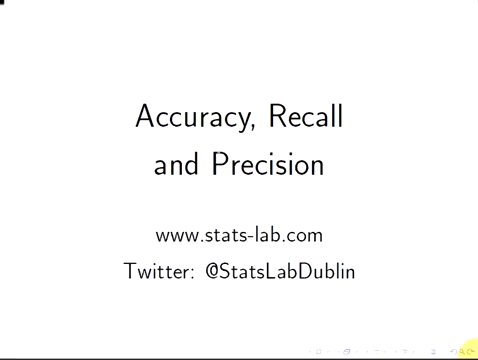 Accuracy, Recall
and Precision
www.stats-lab.com
Twitter: @StatsLabDublin